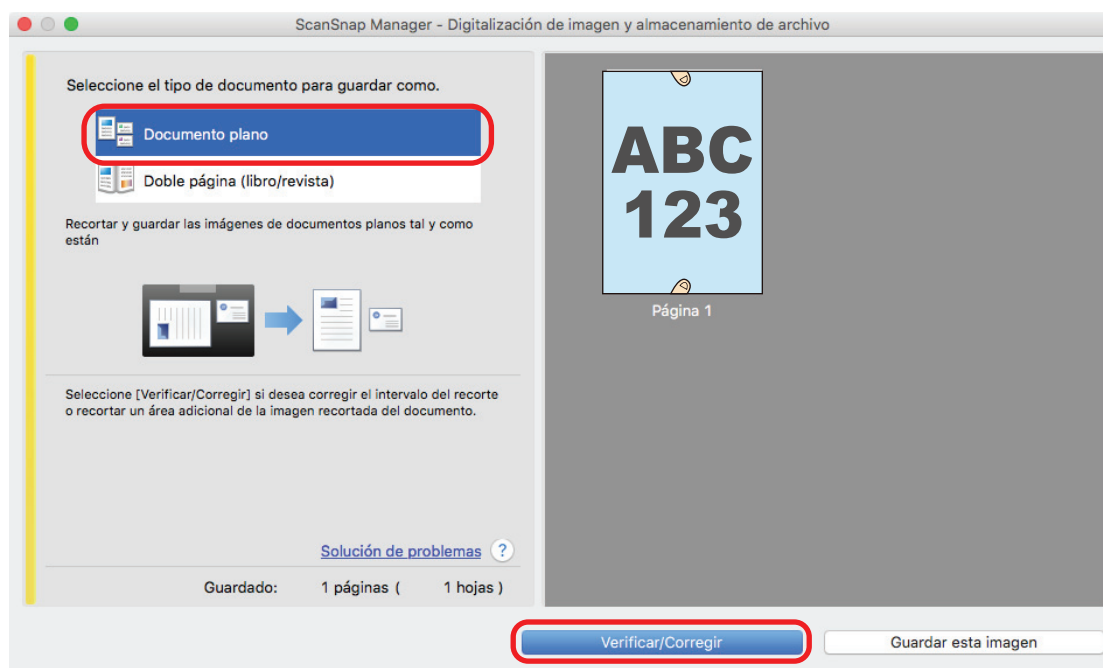 ScanSnap Manager - Digitalización de imagen y almacenamiento de archivo
Seleccione el tipo de documento para guardar como.
Documento plano
Doble página (libro/revista)
Recortar y guardar las imágenes de documentos planos tal y como
están
Seleccione [Verificar/Corregir] si desea corregir el intervalo del recorte
o recortar un área adicional de la imagen recortada del documento.
Solución de problemas ?
Guardado: 1 páginas ( 1 hojas )
ABC
123
Página 1
Verificar/Corregir
Guardar esta imagen